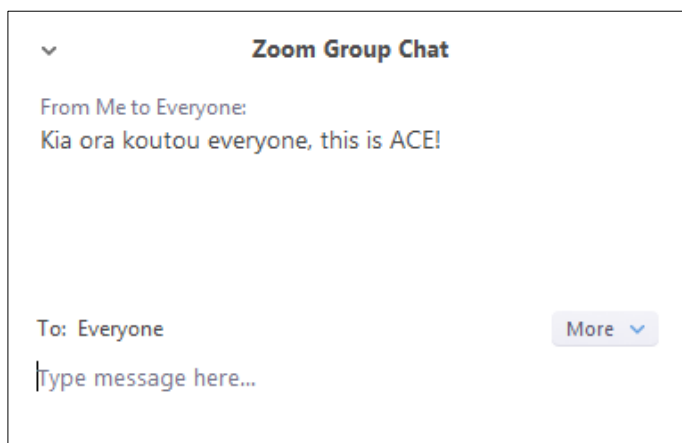 Zoom Group Chat
From Me to Everyone:
Kia ora koutou everyone, this is ACE!
To: Everyone
More
Type message here...